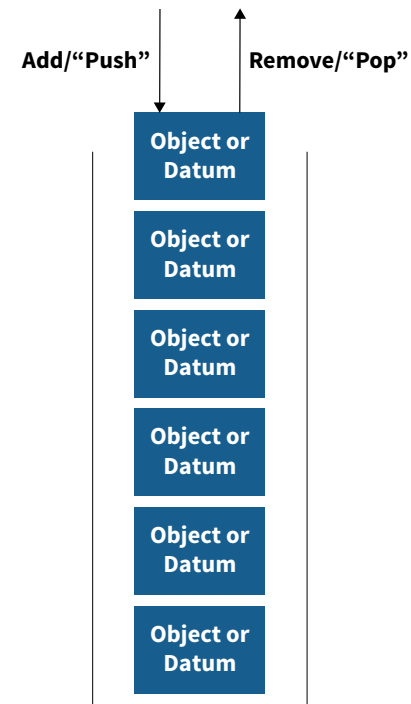 Add/“Push”
Remove/“Pop”
Object or
Datum
Object or
Datum
Object or
Datum
Object or
Datum
Object or
Datum
Object or
Datum